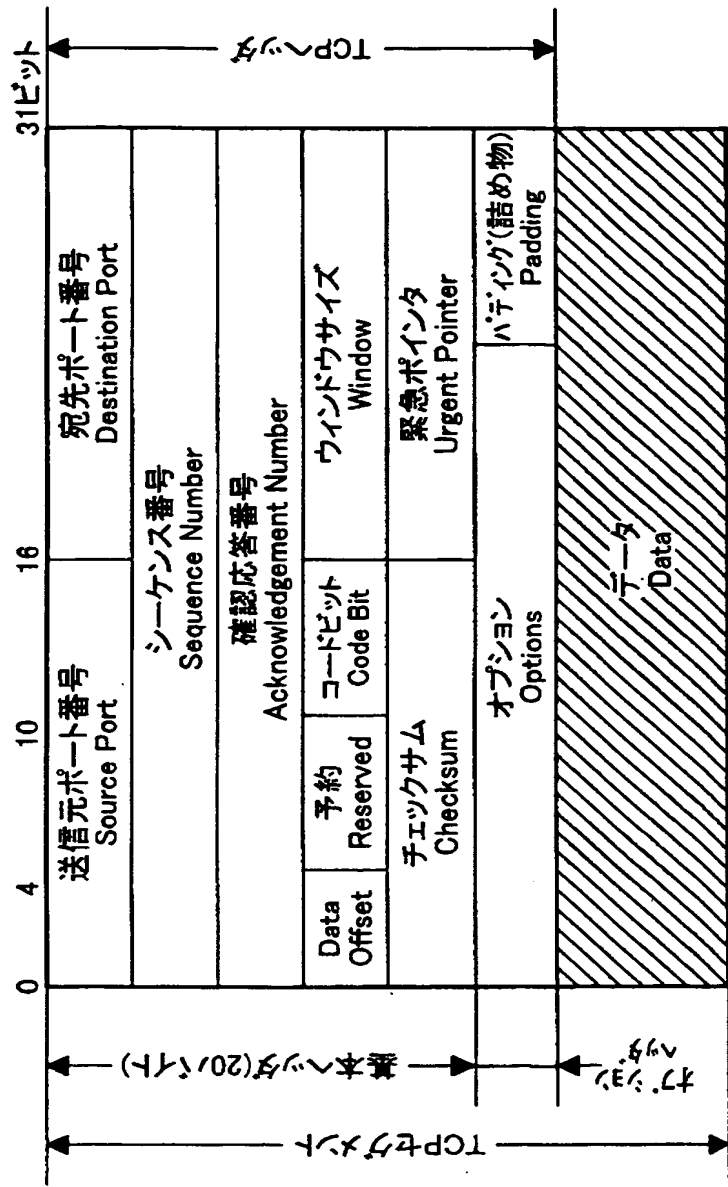 0
4
10
16
31ビット
送信元ポート番号
Source Port
宛先ポート番号
Destination Port
シーケンス番号
Sequence Number
確認応答番号
Acknowledgement Number
Data
Offset
予約
Reserved
コードビット
Code Bit
ウィンドウサイズ
Window
チェックサム
Checksum
緊急ポインタ
Urgent Pointer
オプション
Options
パディング(詰め物)
Padding
データ
Data
TCPセグメント
基本ヘッダ(20バイト)
オプション
ヘッダ
TCPヘッダ